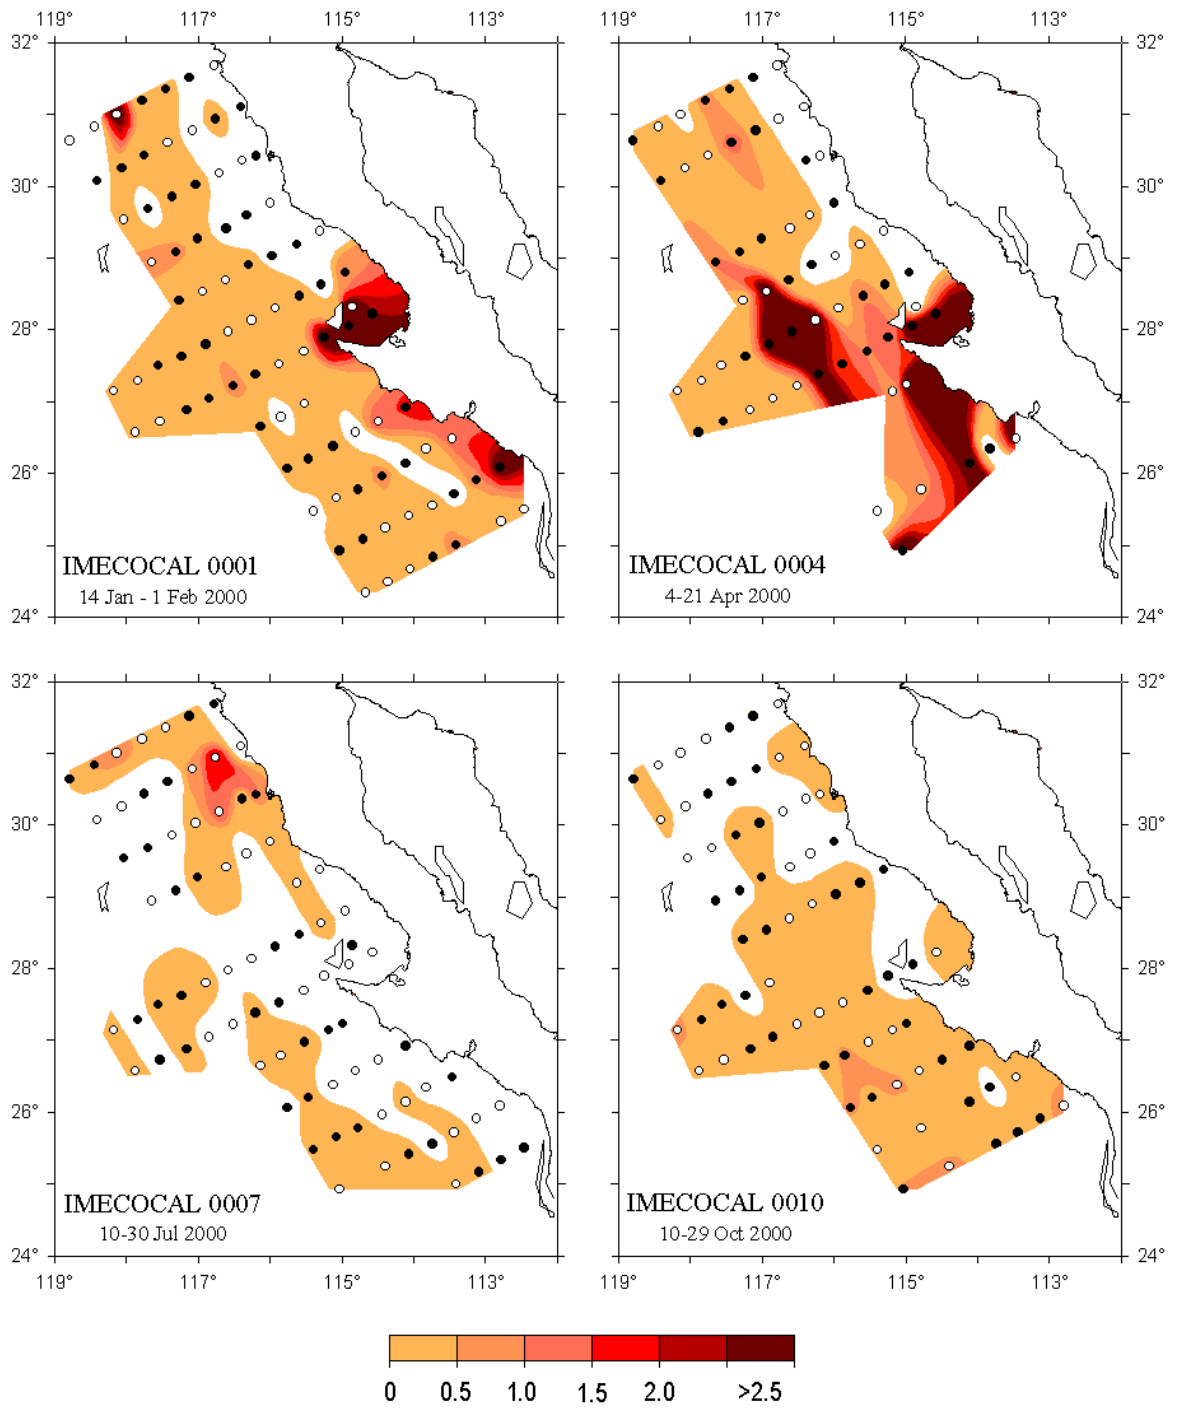 119° 117° 115° 113° 119° 117° 115° 113°
32° 32°
30° 30°
28° 28°
26° 26°
IMECOCAL 0001 IMECOCAL 0004
14 Jan - 1 Feb 2000 4-21 Apr 2000
24° 24°
32° 32°
30° 30°
28° 28°
26° 26°
IMECOCAL 0007 IMECOCAL 0010
10-30 Jul 2000 10-29 Oct 2000
24° 24°
119° 117° 115° 113° 119° 117° 115° 113°
0 0.5 1.0 1.5 2.0 >2.5